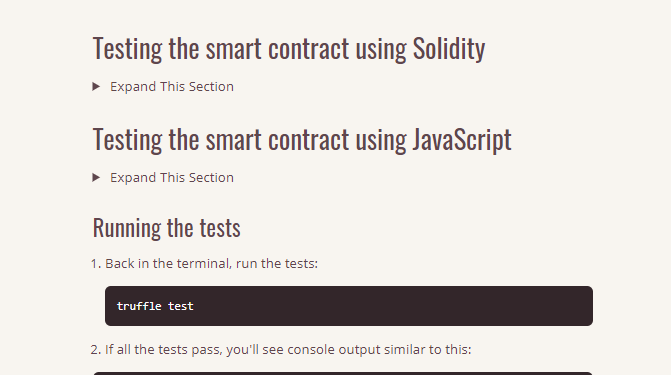 Testing the smart contract using Solidity
Expand This Section
Testing the smart contract using JavaScript
Expand This Section
Running the tests
1. Back in the terminal, run the tests:
truffle test
2. If all the tests pass, you'll see console output similar to this: